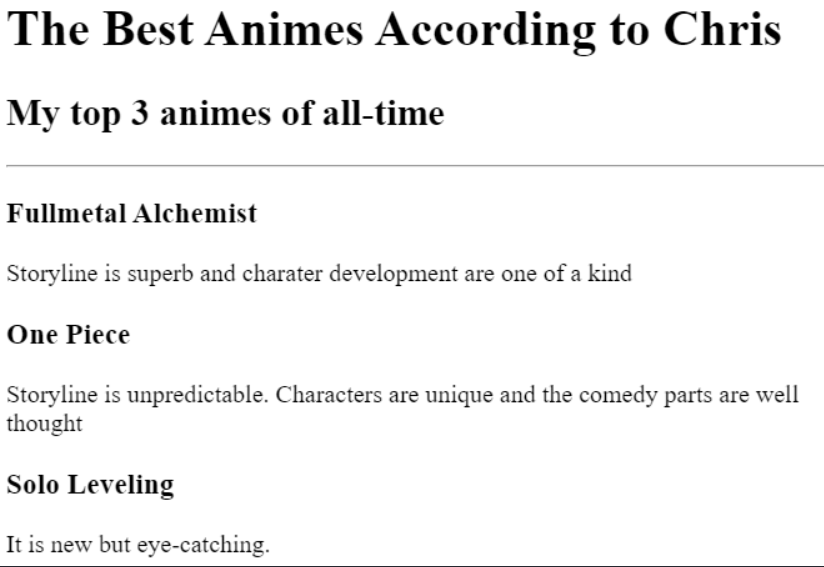 The Best Animes According to Chris
My top 3 animes of all-time
Fullmetal Alchemist
Storyline is superb and charater development are one of a kind
One Piece
Storyline is unpredictable. Characters are unique and the comedy parts are well
thought
Solo Leveling
It is new but eye-catching.